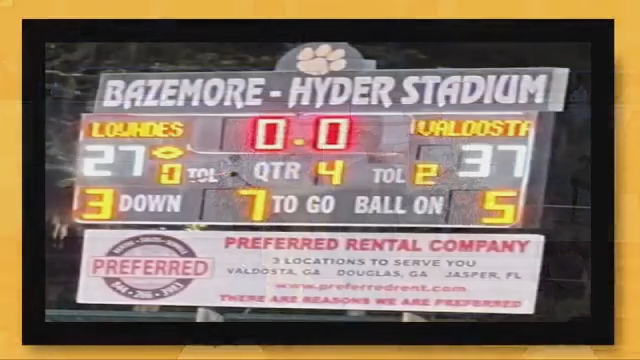 BAZEMORE - HYDER STADIUM
LOWNDES 0.0 VALDOSTA
27 0 TOL QTR 4 TOL 2 37
3 DOWN 7 TO GO BALL ON 5
PREFERRED RENTAL COMPANY
PREFERRED
3 LOCATIONS TO SERVE YOU
VALDOSTA, GA DOUGLAS, GA JASPER, FL
www.preferredrent.com
THERE ARE REASONS WE ARE PREFERRED